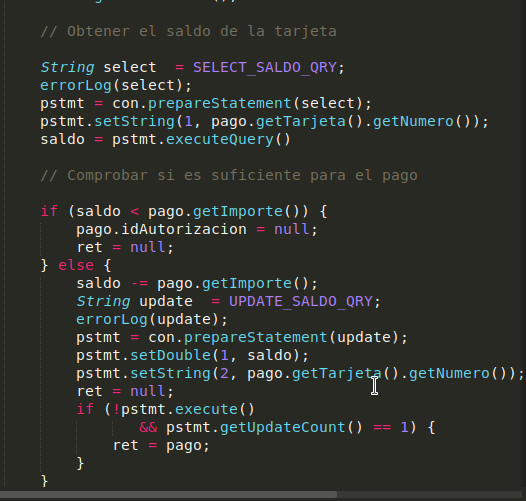 // Obtener el saldo de la tarjeta
String select  = SELECT_SALDO_QRY;
errorLog(select);
pstmt = con.prepareStatement(select);
pstmt.setString(1, pago.getTarjeta().getNumero());
saldo = pstmt.executeQuery()
// Comprobar si es suficiente para el pago
if (saldo < pago.getImporte()) {
    pago.idAutorizacion = null;
    ret = null;
} else {
    saldo -= pago.getImporte();
    String update  = UPDATE_SALDO_QRY;
    errorLog(update);
    pstmt = con.prepareStatement(update);
    pstmt.setDouble(1, saldo);
    pstmt.setString(2, pago.getTarjeta().getNumero());
    ret = null;
    if (!pstmt.execute()
           && pstmt.getUpdateCount() == 1) {
        ret = pago;
    }
}